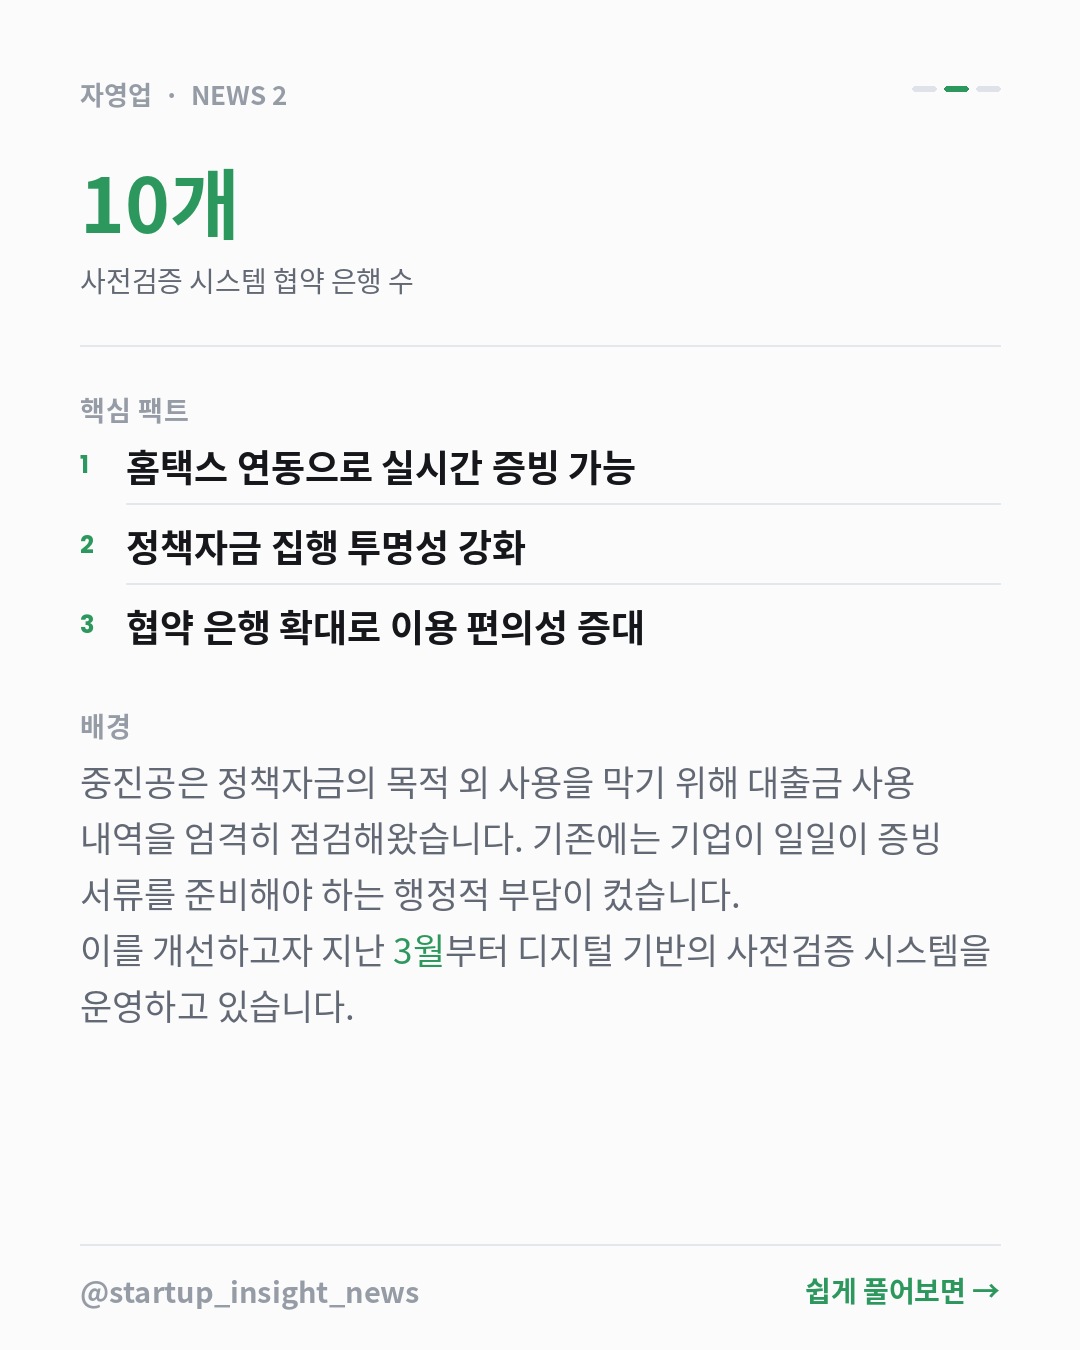 자영업 · NEWS 2
10개
사전검증 시스템 협약 은행 수
핵심 팩트
1 홈택스 연동으로 실시간 증빙 가능
2 정책자금 집행 투명성 강화
3 협약 은행 확대로 이용 편의성 증대
배경
중진공은 정책자금의 목적 외 사용을 막기 위해 대출금 사용
내역을 엄격히 점검해왔습니다. 기존에는 기업이 일일이 증빙
서류를 준비해야 하는 행정적 부담이 컸습니다.
이를 개선하고자 지난 3월부터 디지털 기반의 사전검증 시스템을
운영하고 있습니다.
@startup_insight_news
쉽게 풀어보면 →